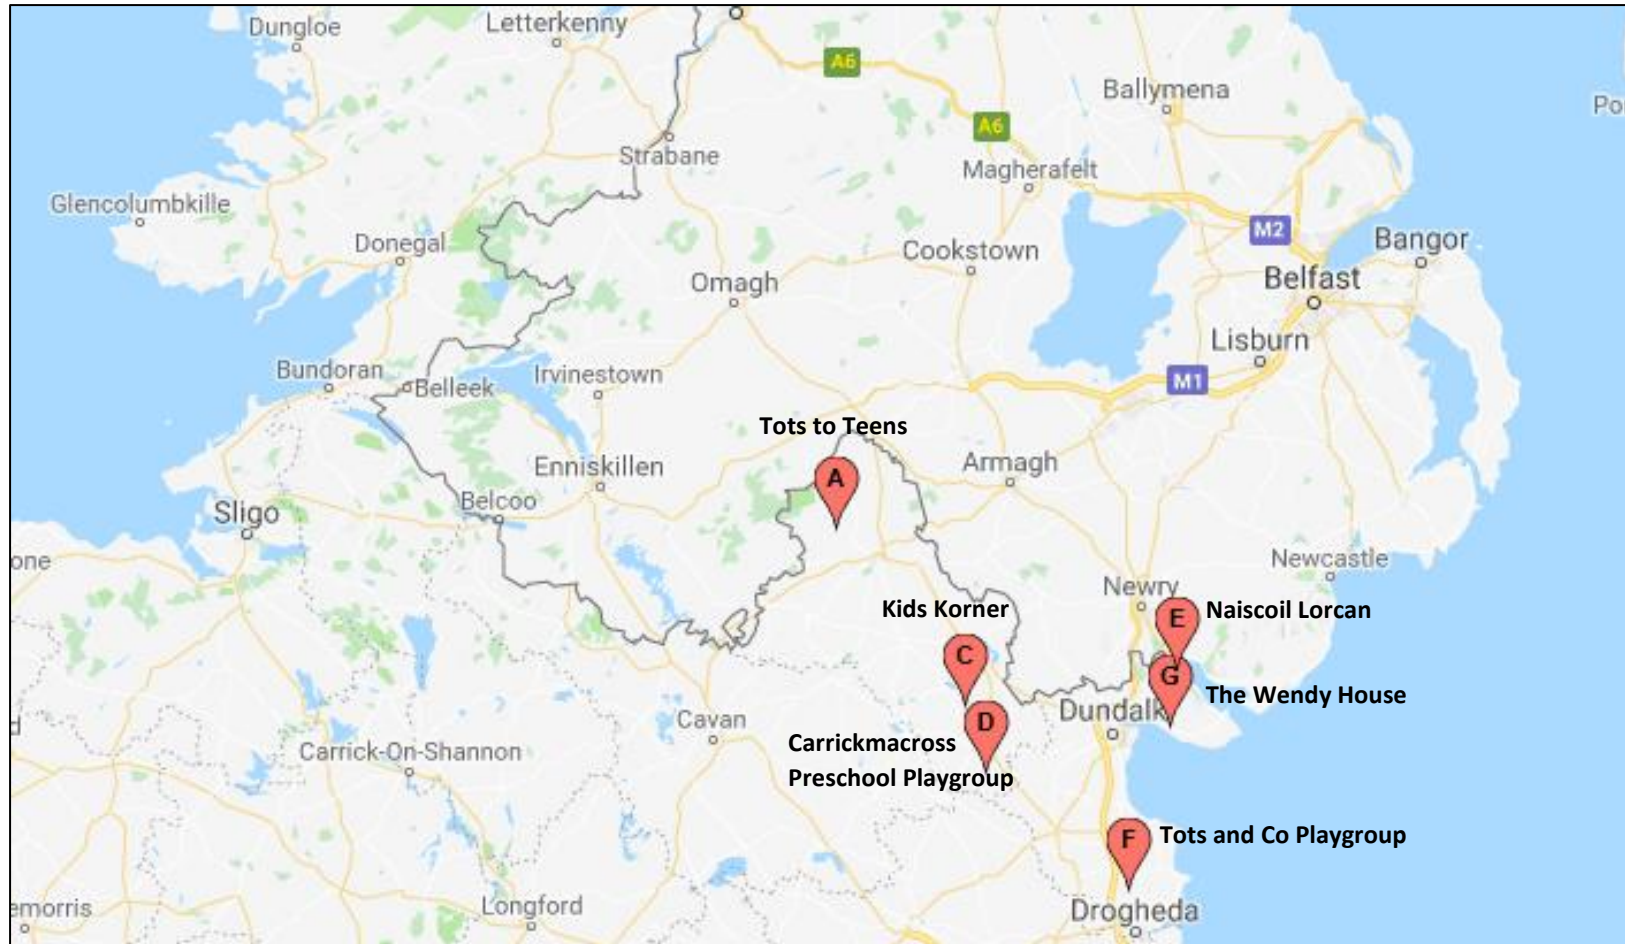 Dungloe
Letterkenny
A6
Ballymena
A6
Strabane
Magherafelt
Glencolumbkille
Donegal
M2
Bangor
Cookstown
Belfast
Omagh
Lisburn
Bundoran
Belleek
Irvinestown
M1
Tots to Teens
Enniskillen
A
Armagh
Belcoo
Sligo
one
Newcastle
Newry
Kids Korner
E
Naiscoil Lorcan
C
G
The Wendy House
Dundalk
Cavan
D
Carrick-On-Shannon
Carrickmacross
Preschool Playgroup
F
Tots and Co Playgroup
emorris
Longford
Drogheda